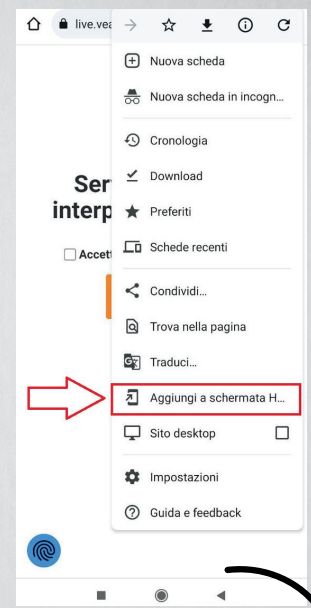 live.vea
Nuova scheda
Nuova scheda in incogn...
Cronologia
Ser
Download
interp
Preferiti
Accett
Schede recenti
Condividi...
Trova nella pagina
Traduci...
Aggiungi a schermata H...
Sito desktop
Impostazioni
Guida e feedback